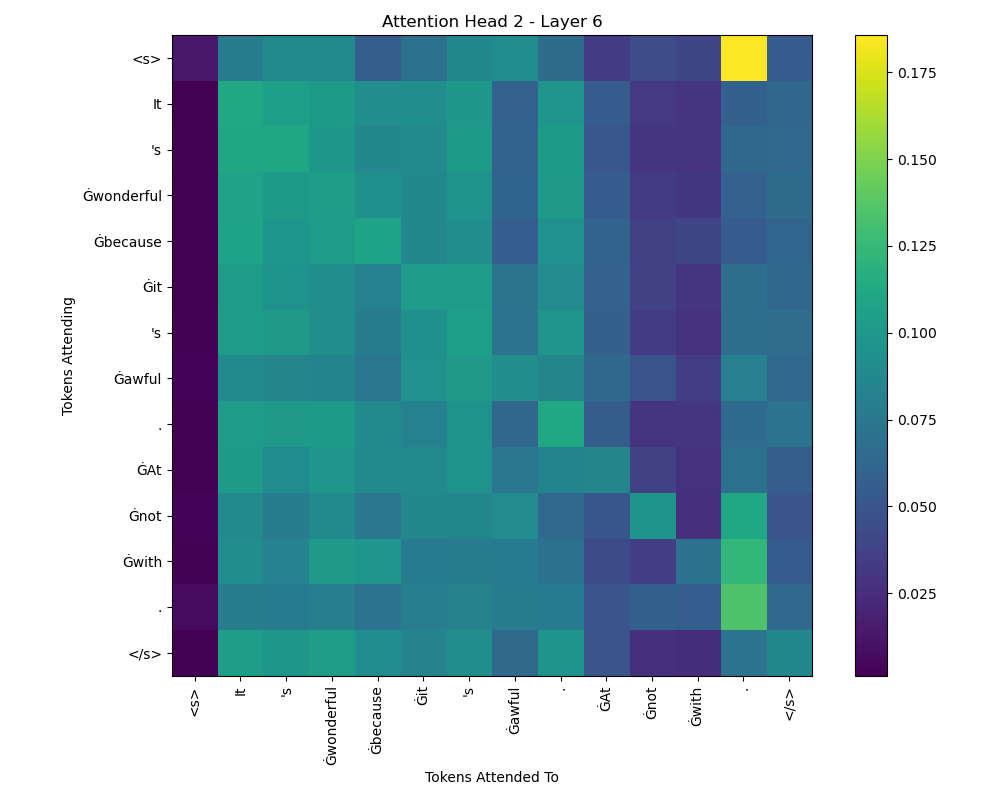 Attention Head 2 - Layer 6
Tokens Attending
<s>
It
's
Ġwonderful
Ġbecause
Ġit
's
Ġawful
.
ĠAt
Ġnot
Ġwith
.
</s>
<s>
It
's
Ġwonderful
Ġbecause
Ġit
's
Ġawful
.
ĠAt
Ġnot
Ġwith
.
</s>
Tokens Attended To
0.175
0.150
0.125
0.100
0.075
0.050
0.025